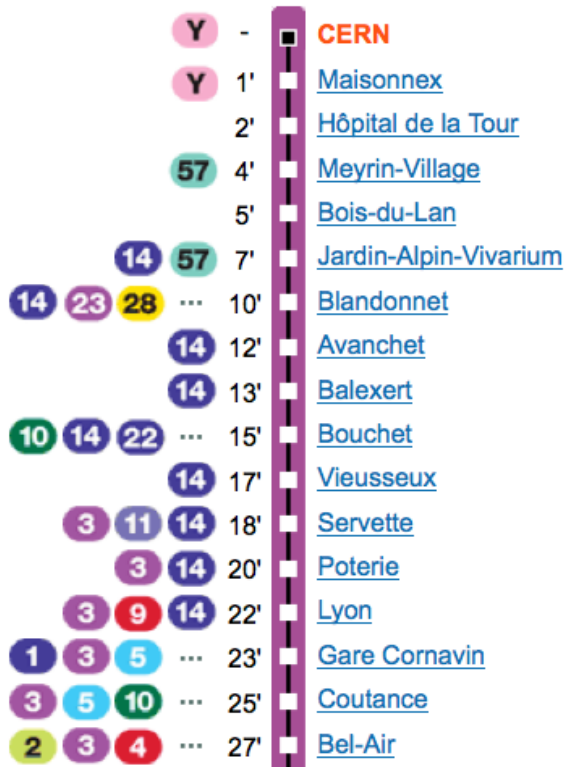 Y - CERN
Y 1' Maisonnex
2' Hôpital de la Tour
57 4' Meyrin-Village
5' Bois-du-Lan
14 57 7' Jardin-Alpin-Vivarium
14 23 28 ... 10' Blandonnet
14 12' Avanchet
14 13' Balexert
10 14 22 ... 15' Bouchet
14 17' Vieusseux
3 11 14 18' Servette
3 14 20' Poterie
3 9 14 22' Lyon
1 3 5 ... 23' Gare Cornavin
3 5 10 ... 25' Coutance
2 3 4 ... 27' Bel-Air